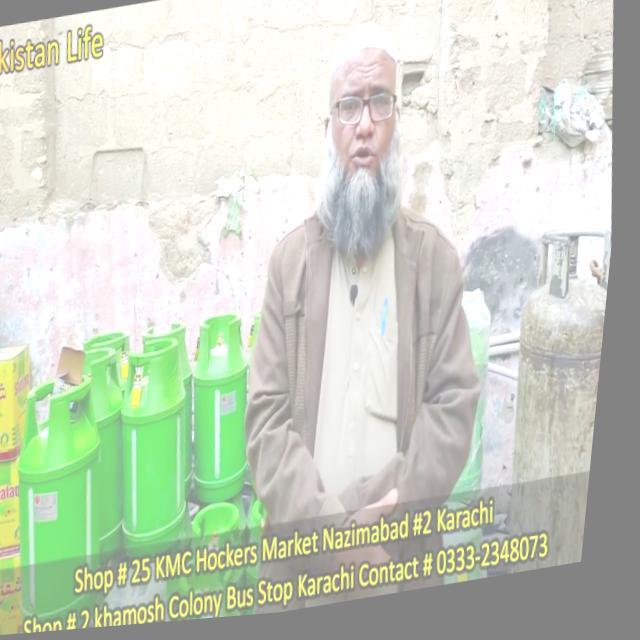 kistan Life
Shop # 25 KMC Hockers Market Nazimabad #2 Karachi
Shop # 2 khamosh Colony Bus Stop Karachi Contact # 0333-2348073